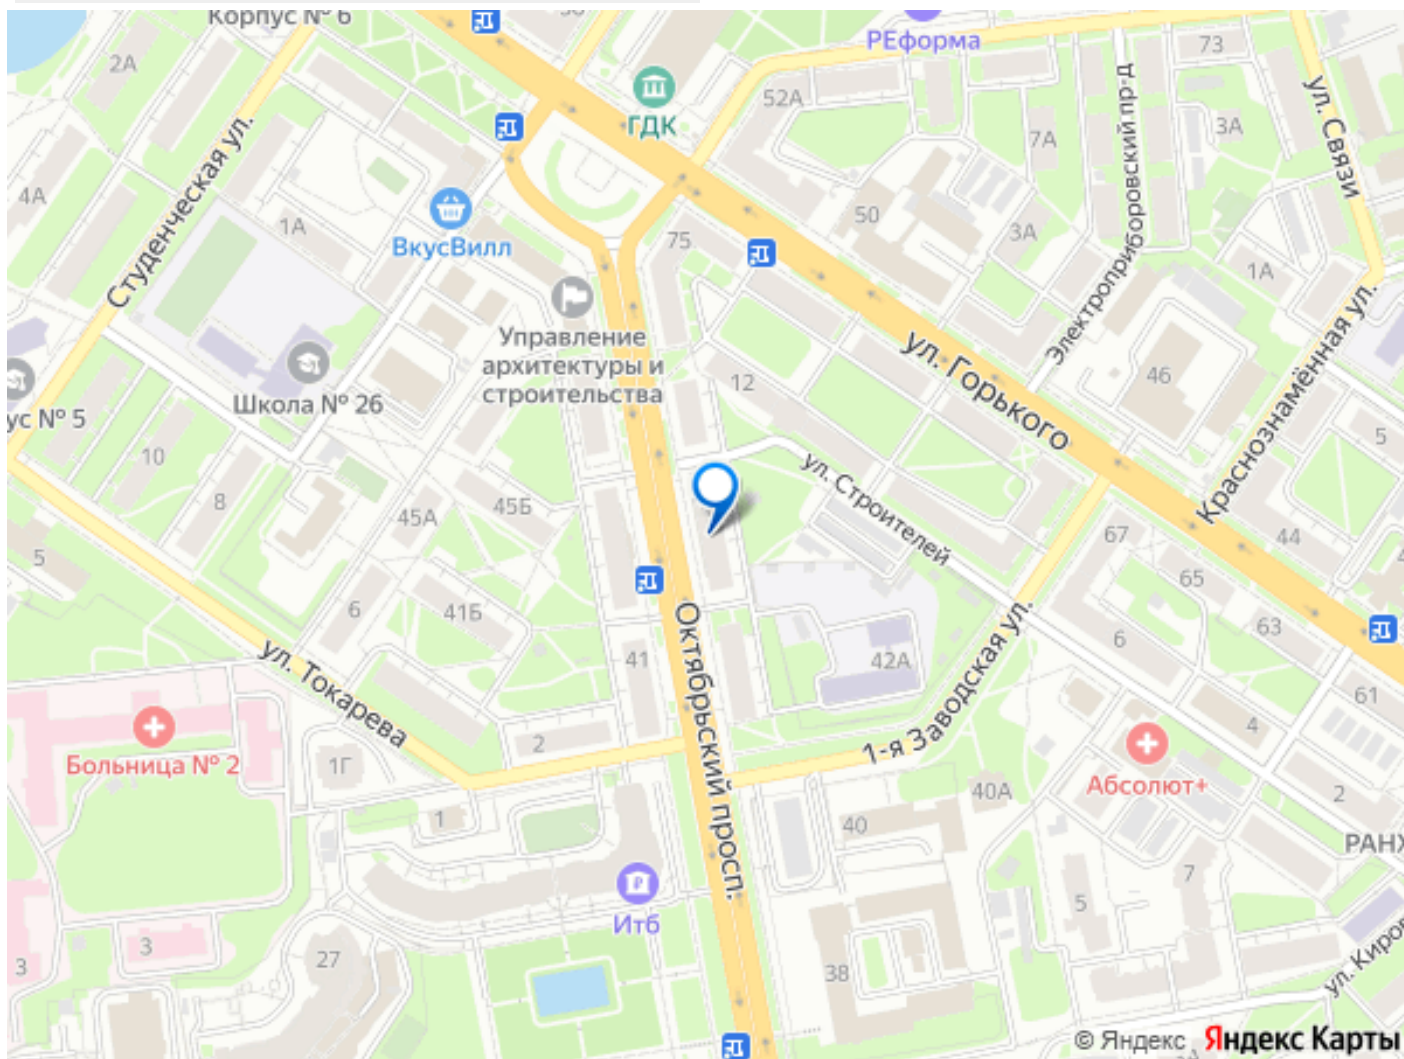 Корпус № 6
2А
4А
Студенческая ул.
1А
ВкусВилл
ГДК
РЕформа
52А
73
7А
3А
ул. Связи
Электроприборовский пр-д
50
3А
1А
75
Управление
архитектуры и
строительства
Школа № 26
ус № 5
12
ул. Горького
46
Краснознамённая ул.
5
10
8
45А
45Б
ул. Строителей
67
44
5
6
41Б
65
63
6
61
4
2
ул. Токарева
41
Октябрьский просп.
42А
1-я Заводская ул.
Больница № 2
1Г
2
1
40А
40
Абсолют+
РАНХ
7
5
Итб
3
3
27
38
ул. Киров
© Яндекс Яндекс Карты